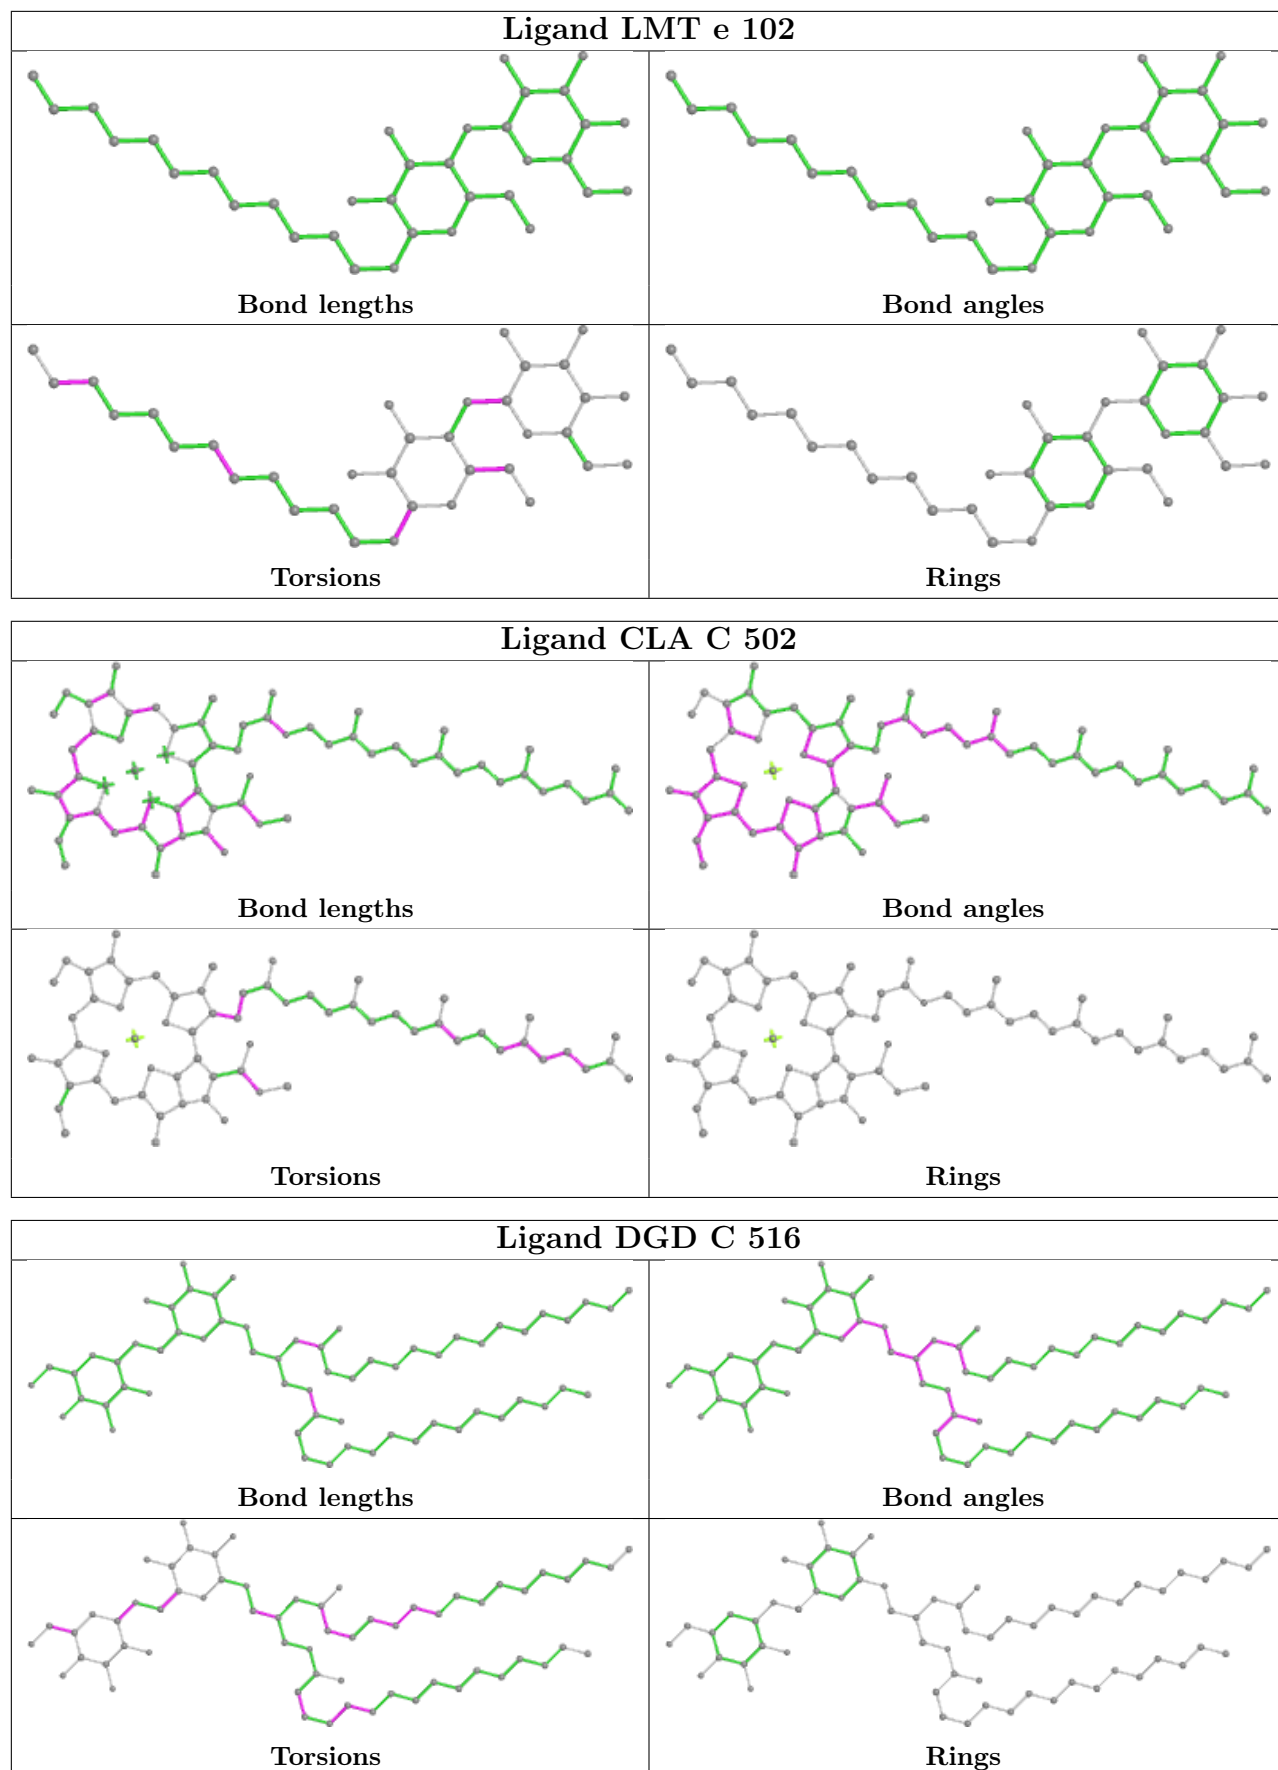 Ligand LMT e 102
Bond lengths
Bond angles
Torsions
Rings
Ligand CLA C 502
Bond lengths
Bond angles
Torsions
Rings
Ligand DGD C 516
Bond lengths
Bond angles
Torsions
Rings